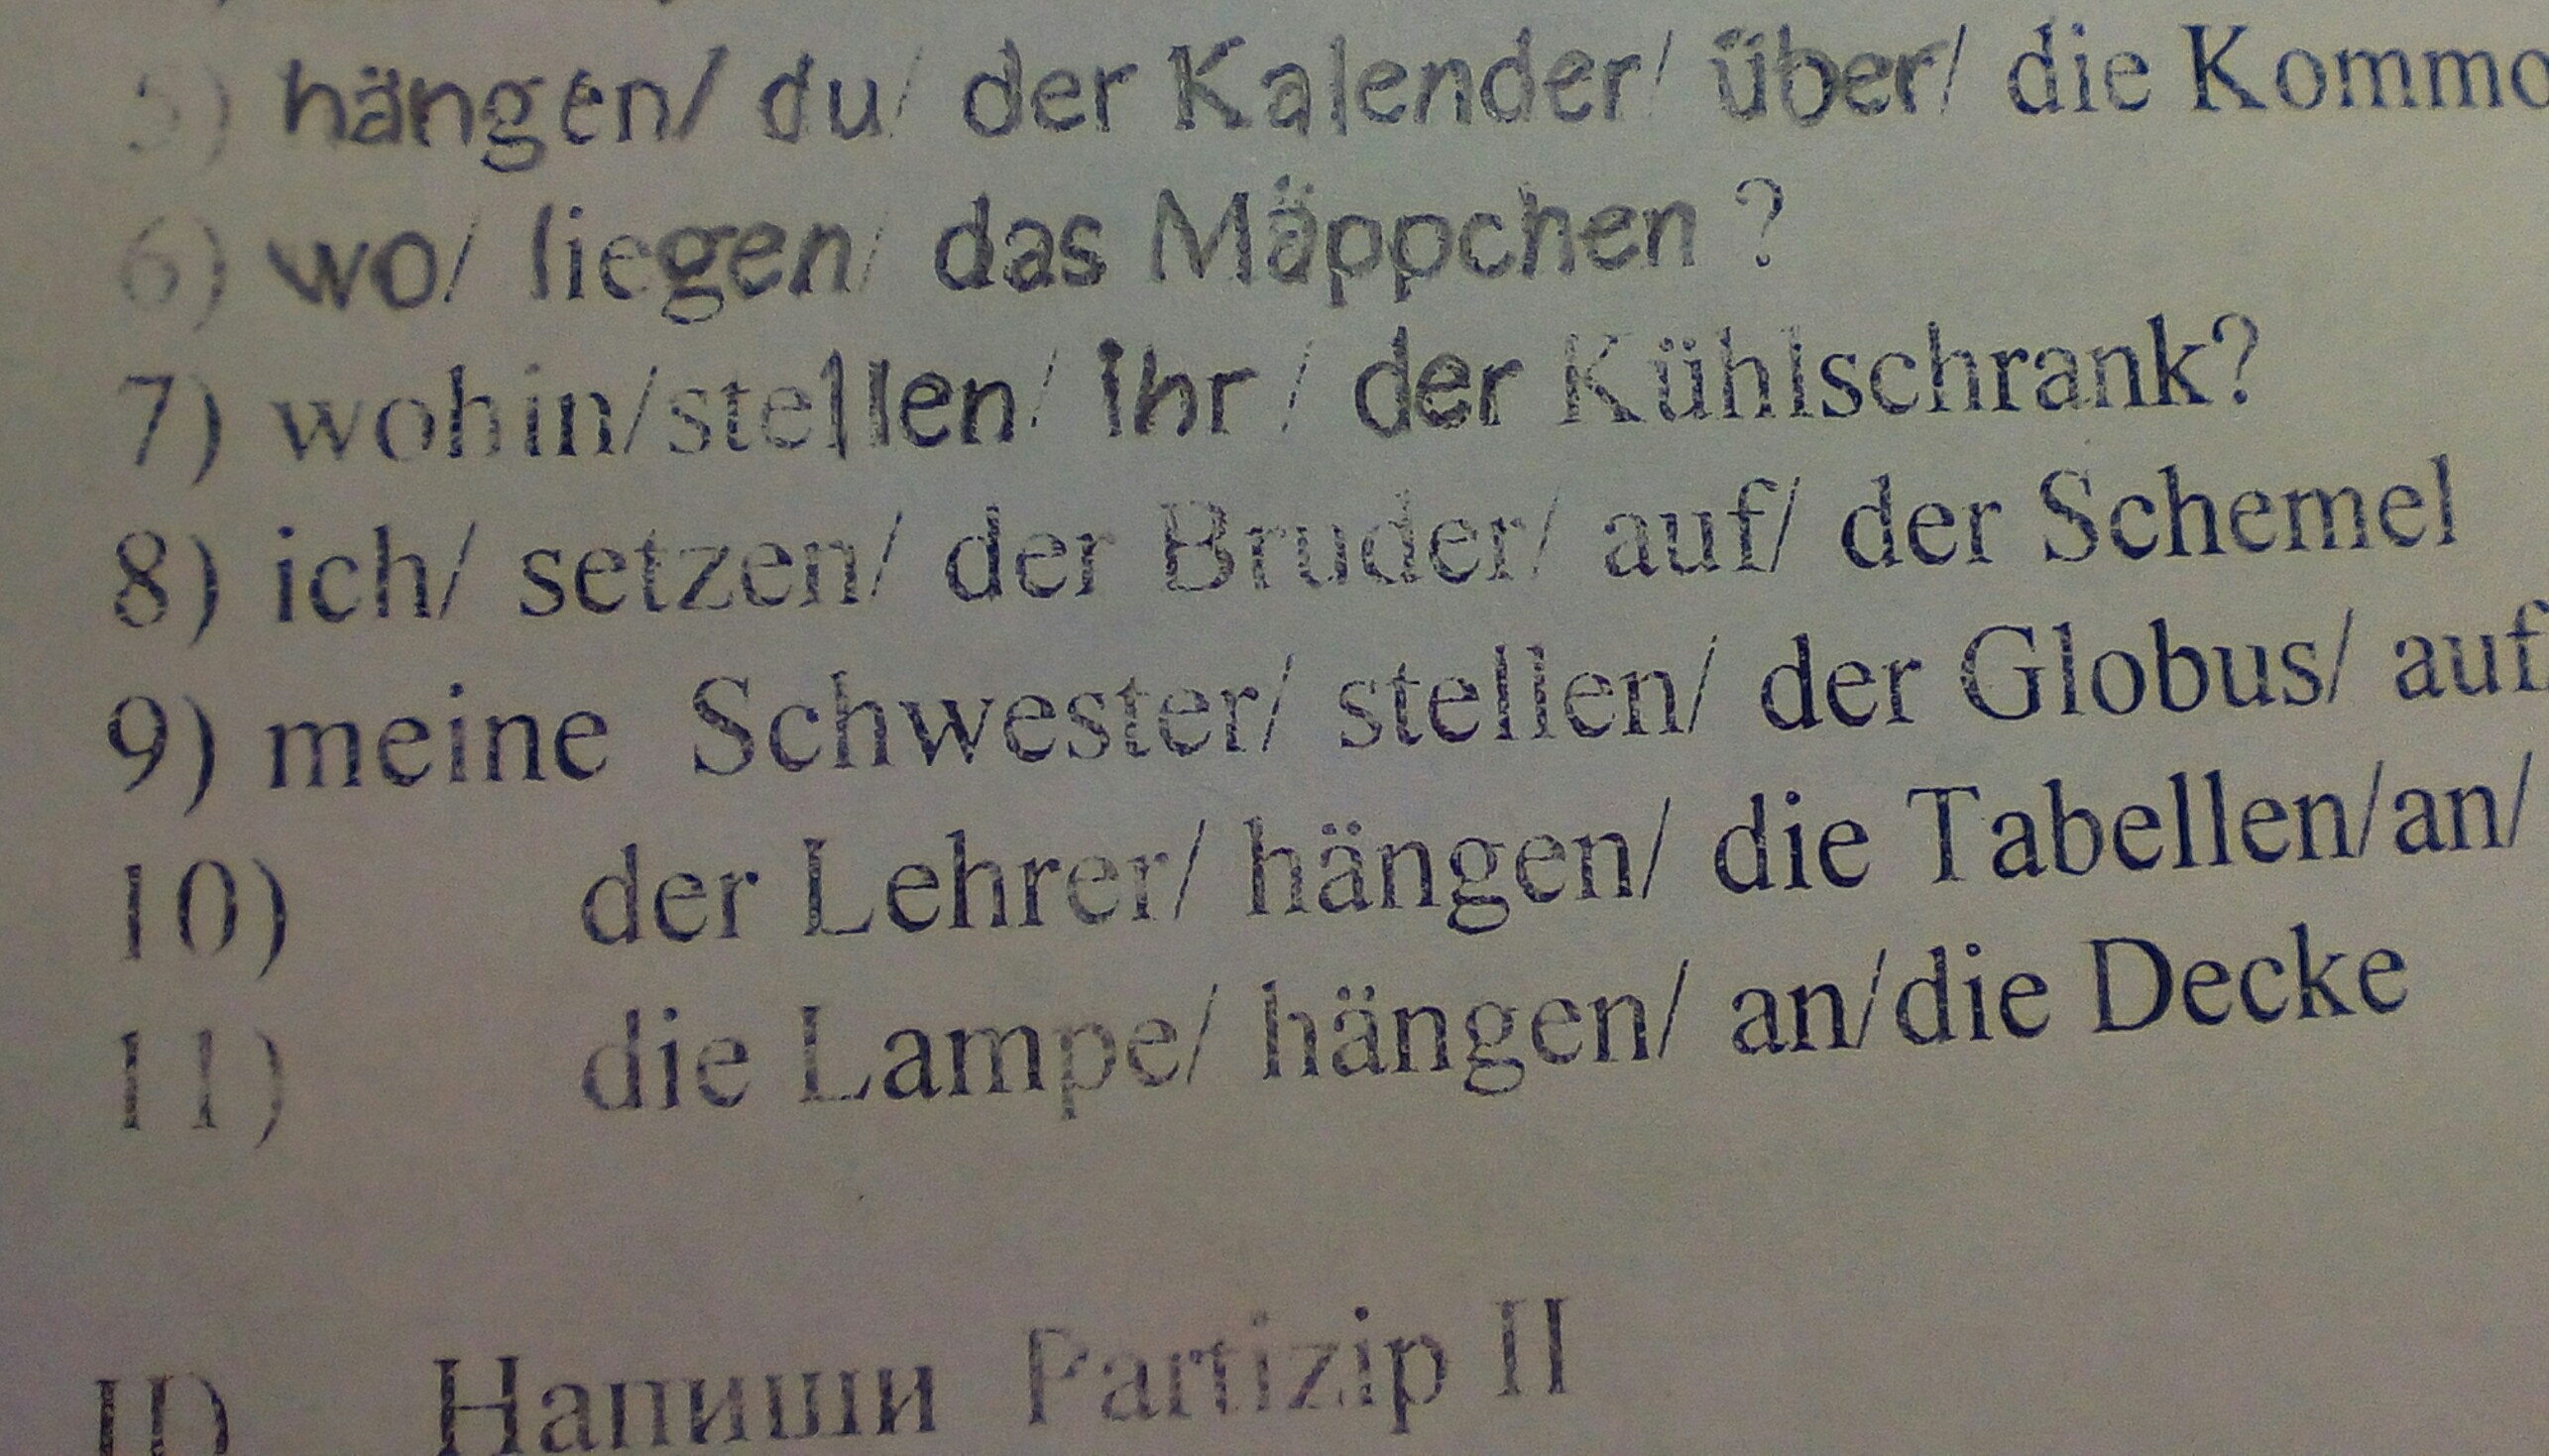 5) hängen/ du/ der Kalender/ über/ die Kommo
6) wo/ liegen/ das Mäppchen ?
7) wohin/stellen/ ihr / der Kühlschrank?
8) ich/ setzen/ der Bruder/ auf/ der Schemel
9) meine Schwester/ stellen/ der Globus/ auf
10) der Lehrer/ hängen/ die Tabellen/an/
11) die Lampe/ hängen/ an/die Decke
II) Напиши Partizip II